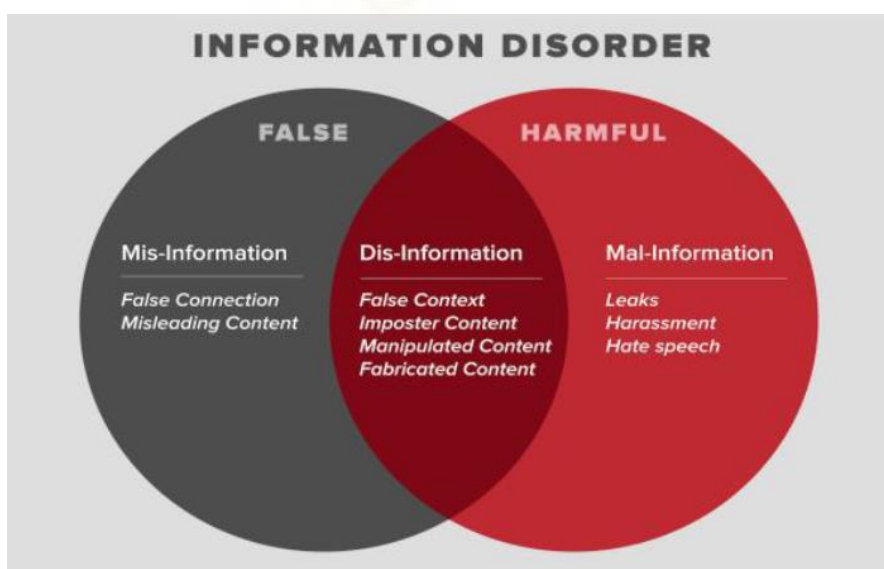 INFORMATION DISORDER
FALSE
HARMFUL
Mis-Information
False Connection
Misleading Content
Dis-Information
False Context
Imposter Content
Manipulated Content
Fabricated Content
Mal-Information
Leaks
Harassment
Hate speech